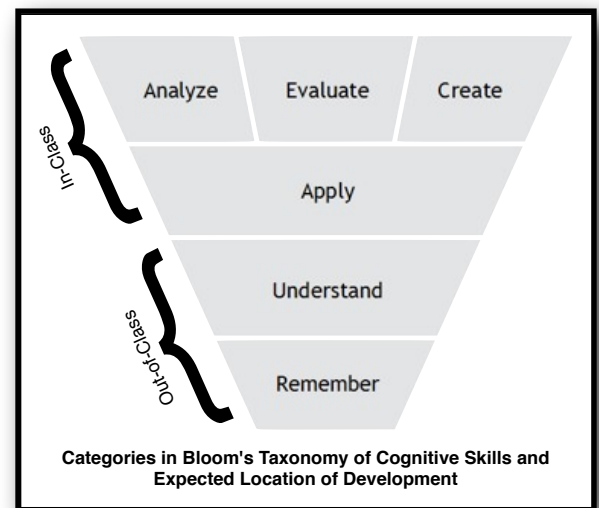 Analyze Evaluate Create
In-Class
Apply
Understand
Out-of-Class
Remember
Categories in Bloom's Taxonomy of Cognitive Skills and
Expected Location of Development